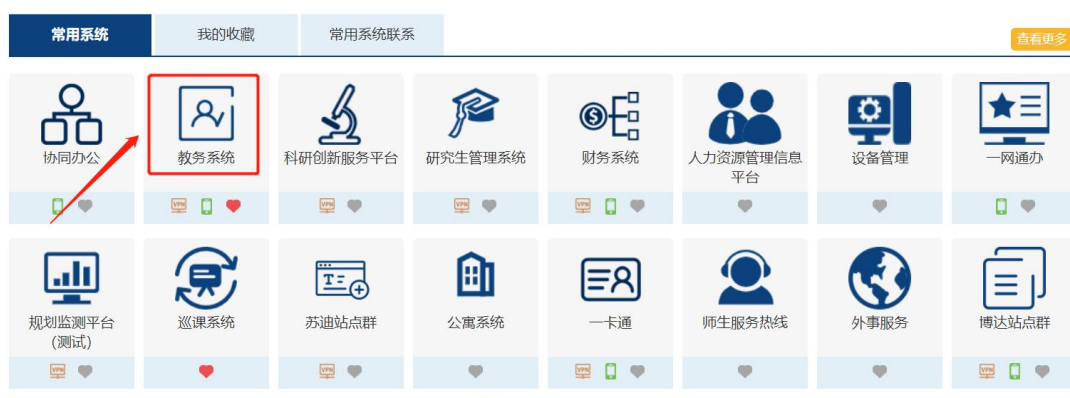 常用系统
我的收藏
常用系统联系
查看更多
协同办公
教务系统
科研创新服务平台
研究生管理系统
财务系统
人力资源管理信息
平台
设备管理
一网通办
VPN
VPN
VPN
VPN
规划监测平台
(测试)
巡课系统
苏迪站点群
公寓系统
一卡通
师生服务热线
外事服务
博达站点群
VPN
VPN
VPN
VPN